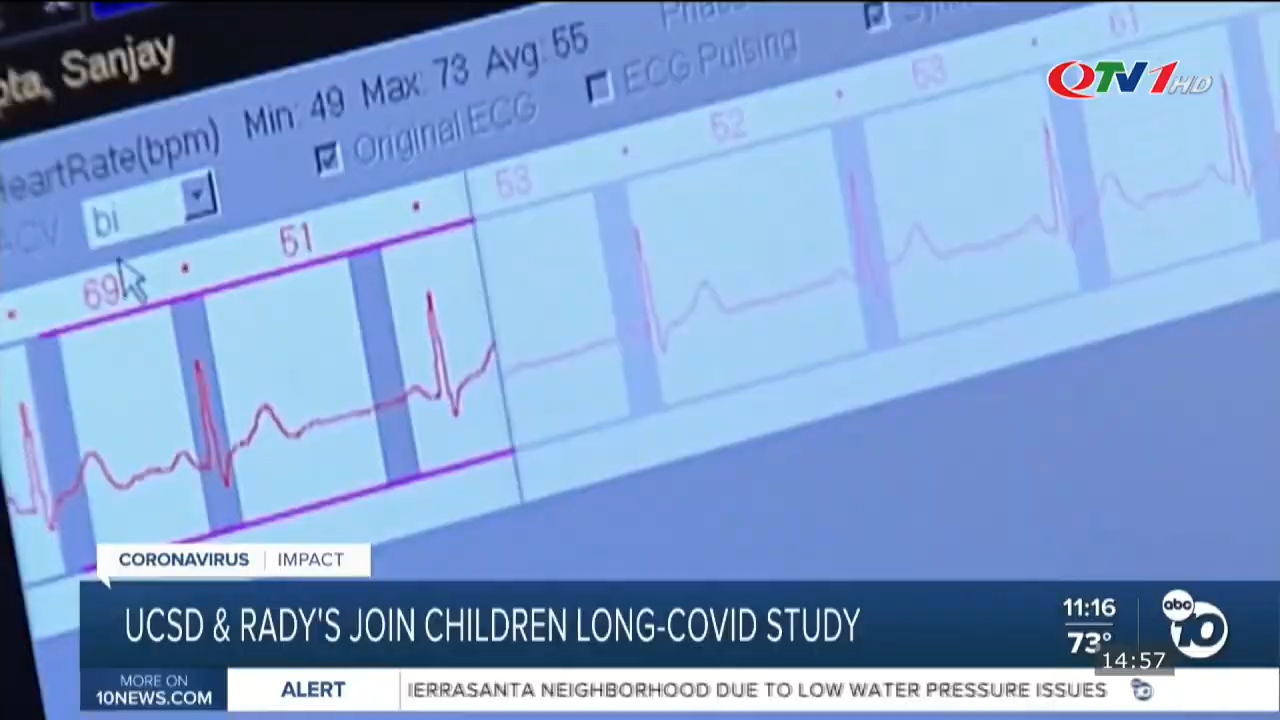 Sanjay
Min: 49 Max: 73 Avg: 55
HeartRate(bpm)
Original ECG
ECG Pulsing
bi
69 51 53 52 53 51
QTV1HD
CORONAVIRUS | IMPACT
UCSD & RADY'S JOIN CHILDREN LONG-COVID STUDY
11:16
73°
abc
10
14:57
MORE ON
10NEWS.COM
ALERT
IERRASANTA NEIGHBORHOOD DUE TO LOW WATER PRESSURE ISSUES